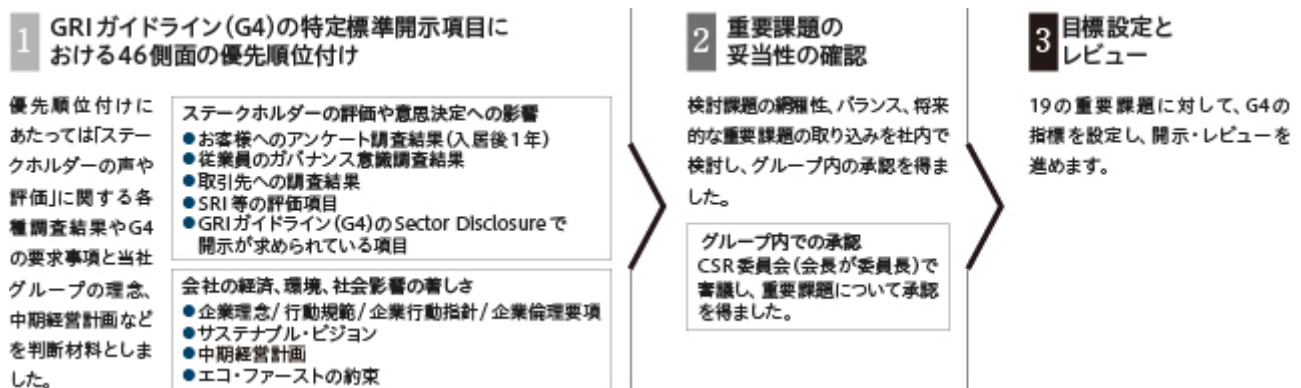 1
GRIガイドライン(G4)の特定標準開示項目に
おける46側面の優先順位付け
優先順位付けに
あたっては「ステー
クホルダーの声や
評価」に関する各
種調査結果やG4
の要求事項と当社
グループの理念、
中期経営計画など
を判断材料としま
した。
ステークホルダーの評価や意思決定への影響
●お客様へのアンケート調査結果(入居後1年)
●従業員のガバナンス意識調査結果
●取引先への調査結果
●SRI等の評価項目
●GRIガイドライン(G4)のSector Disclosureで
開示が求められている項目
会社の経済、環境、社会影響の著しさ
●企業理念/行動規範/企業行動指針/企業倫理要項
●サステナブル・ビジョン
●中期経営計画
●エコ・ファーストの約束
2
重要課題の
妥当性の確認
検討課題の網羅性、バランス、将来
的な重要課題の取り込みを社内で
検討し、グループ内の承認を得ま
した。
グループ内での承認
CSR委員会(会長が委員長)で
審議し、重要課題について承認
を得ました。
3
目標設定と
レビュー
19の重要課題に対して、G4の
指標を設定し、開示・レビューを
進めます。